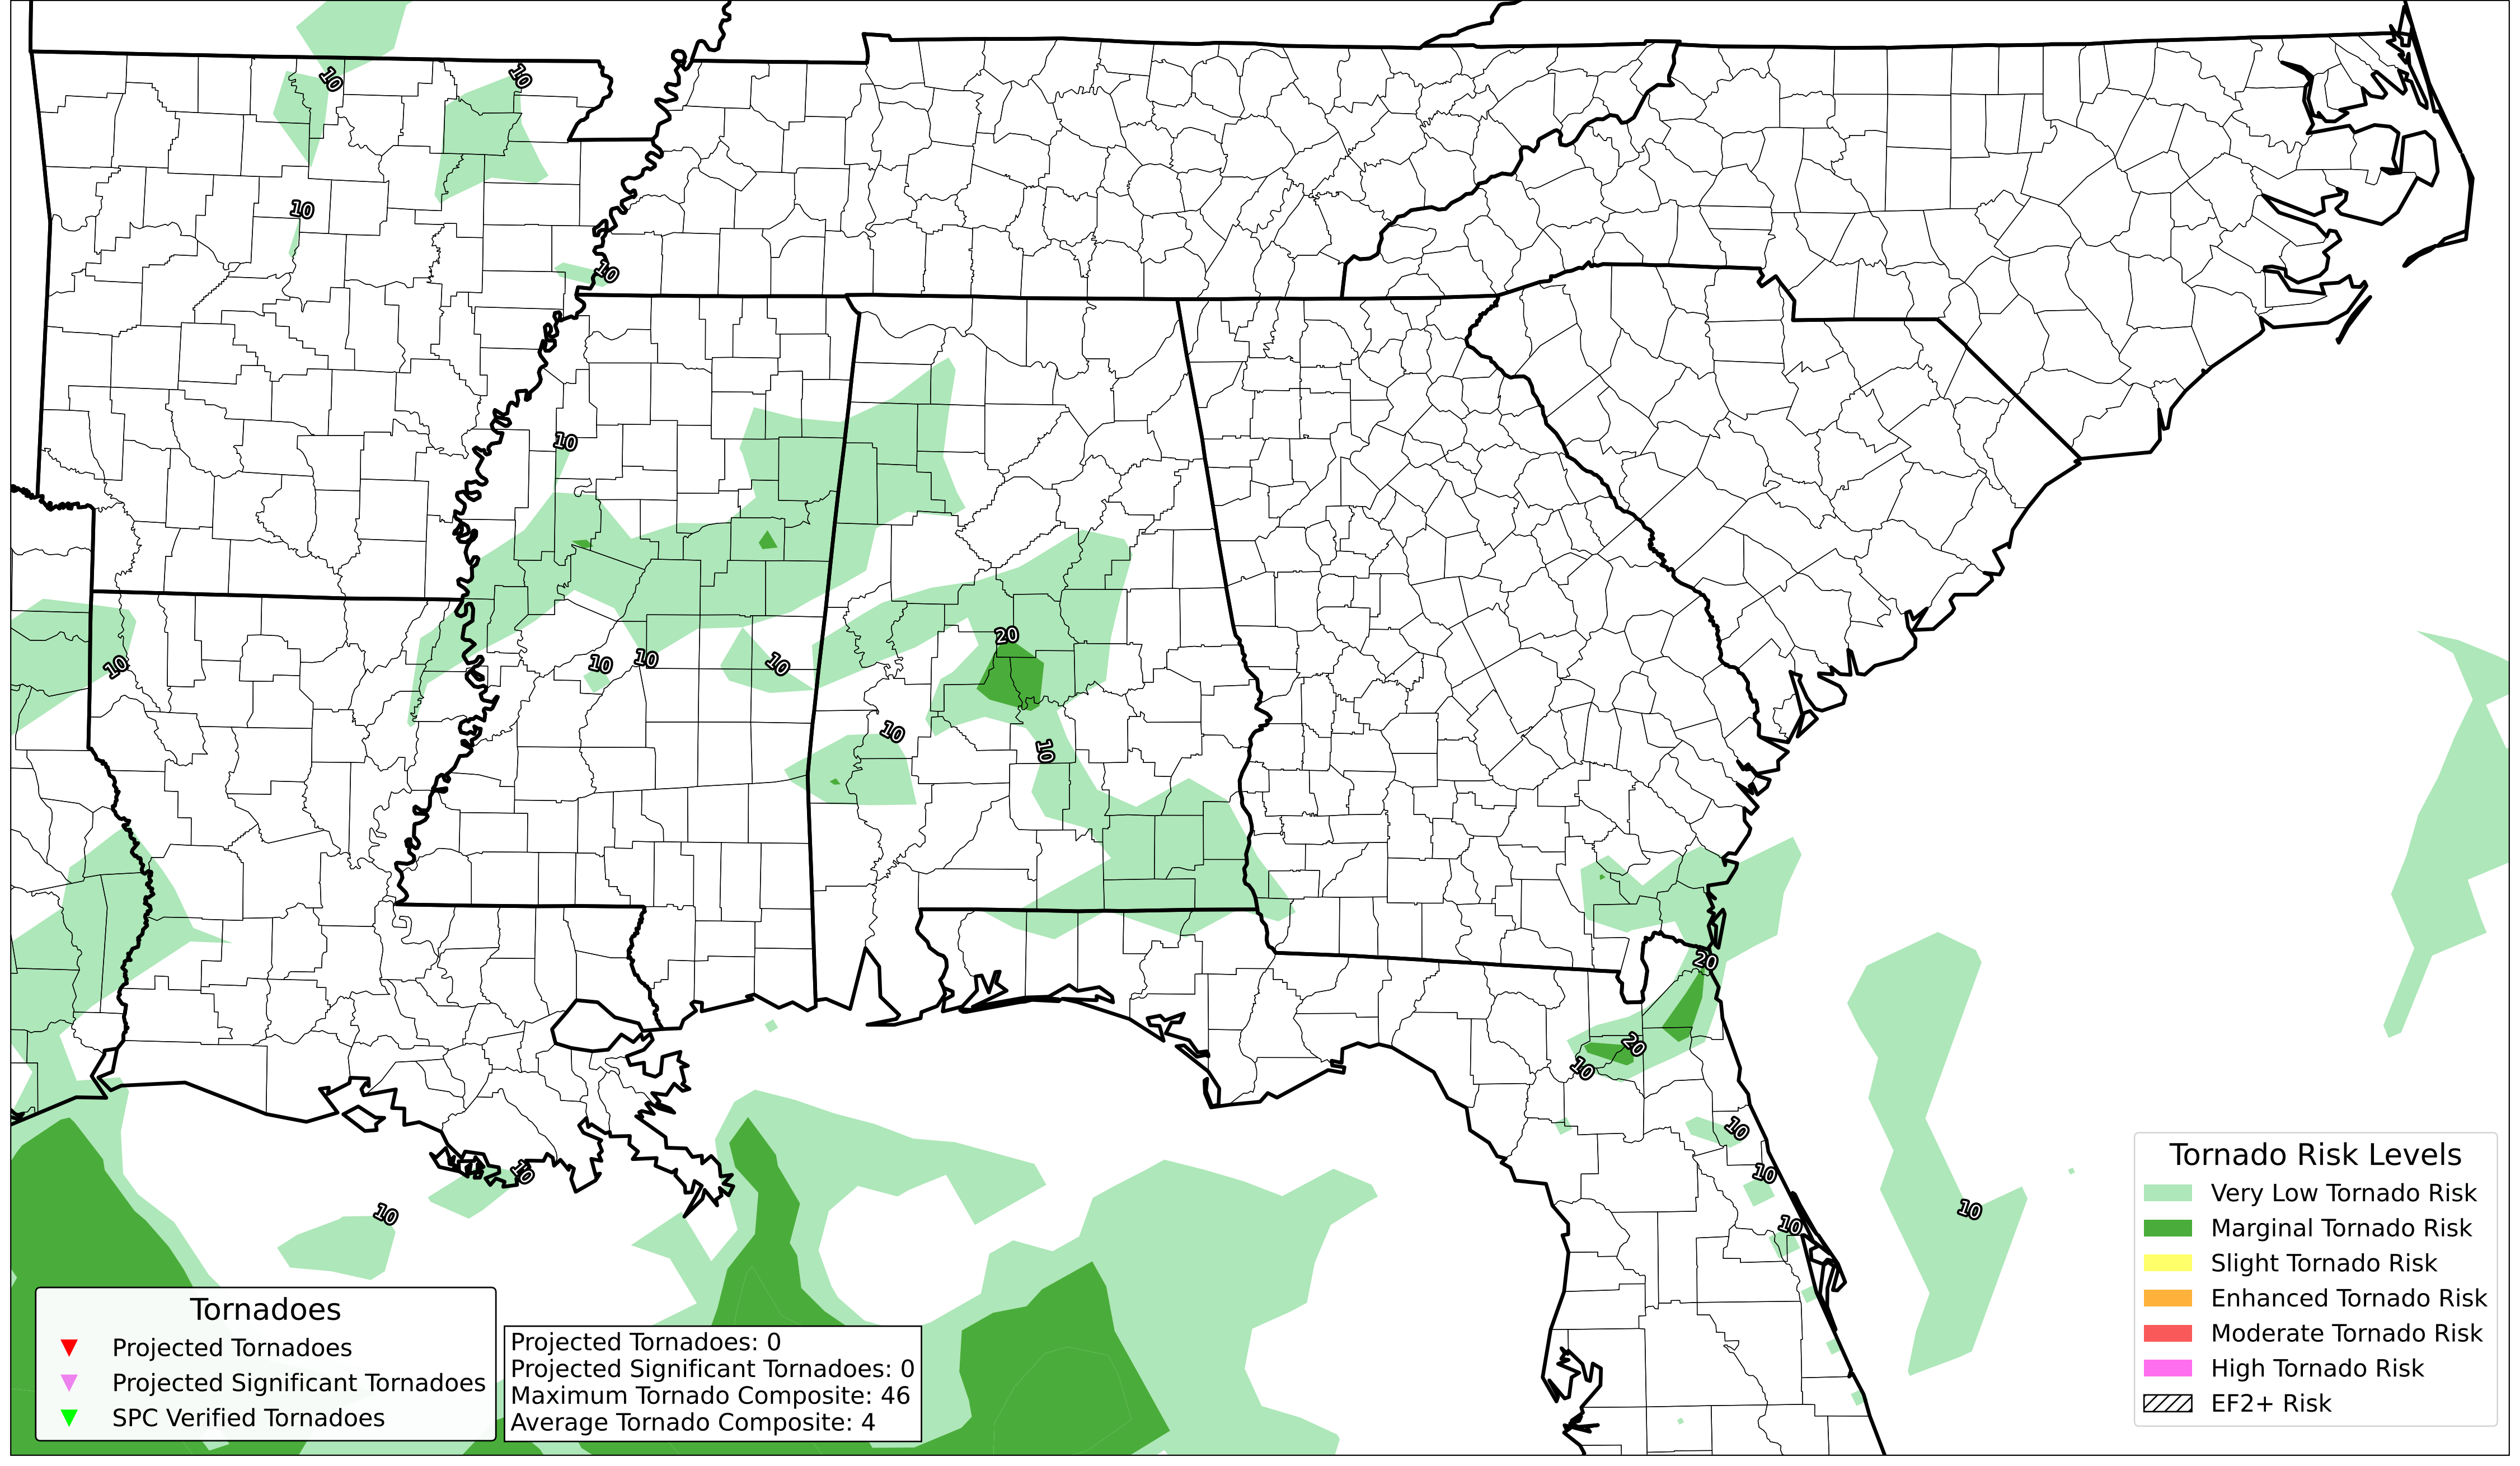 10
10
10
10
10
20
10
10
10
10
10
10
20
20
10
10
10
10
10
10
10
Tornado Risk Levels
Very Low Tornado Risk
Marginal Tornado Risk
Slight Tornado Risk
Enhanced Tornado Risk
Moderate Tornado Risk
High Tornado Risk
EF2+ Risk
Tornadoes
Projected Tornadoes
Projected Significant Tornadoes
SPC Verified Tornadoes
Projected Tornadoes: 0
Projected Significant Tornadoes: 0
Maximum Tornado Composite: 46
Average Tornado Composite: 4